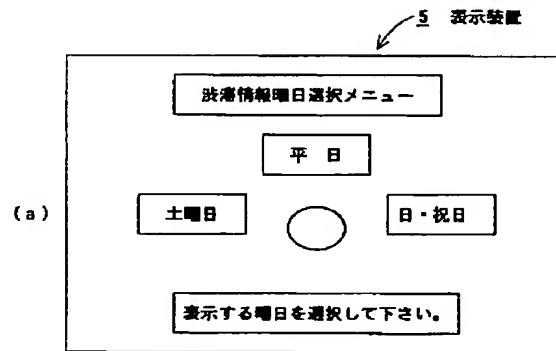 5 表示装置
渋滞情報曜日選択メニュー
平 日
(a)
土曜日
日・祝日
表示する曜日を選択して下さい。